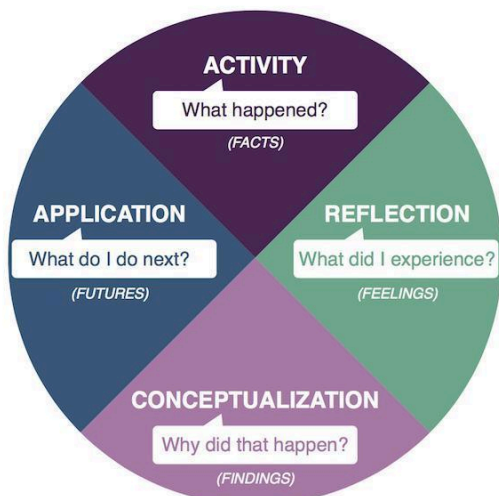 ACTIVITY
What happened?
(FACTS)
REFLECTION
What did I experience?
(FEELINGS)
CONCEPTUALIZATION
Why did that happen?
(FINDINGS)
APPLICATION
What do I do next?
(FUTURES)